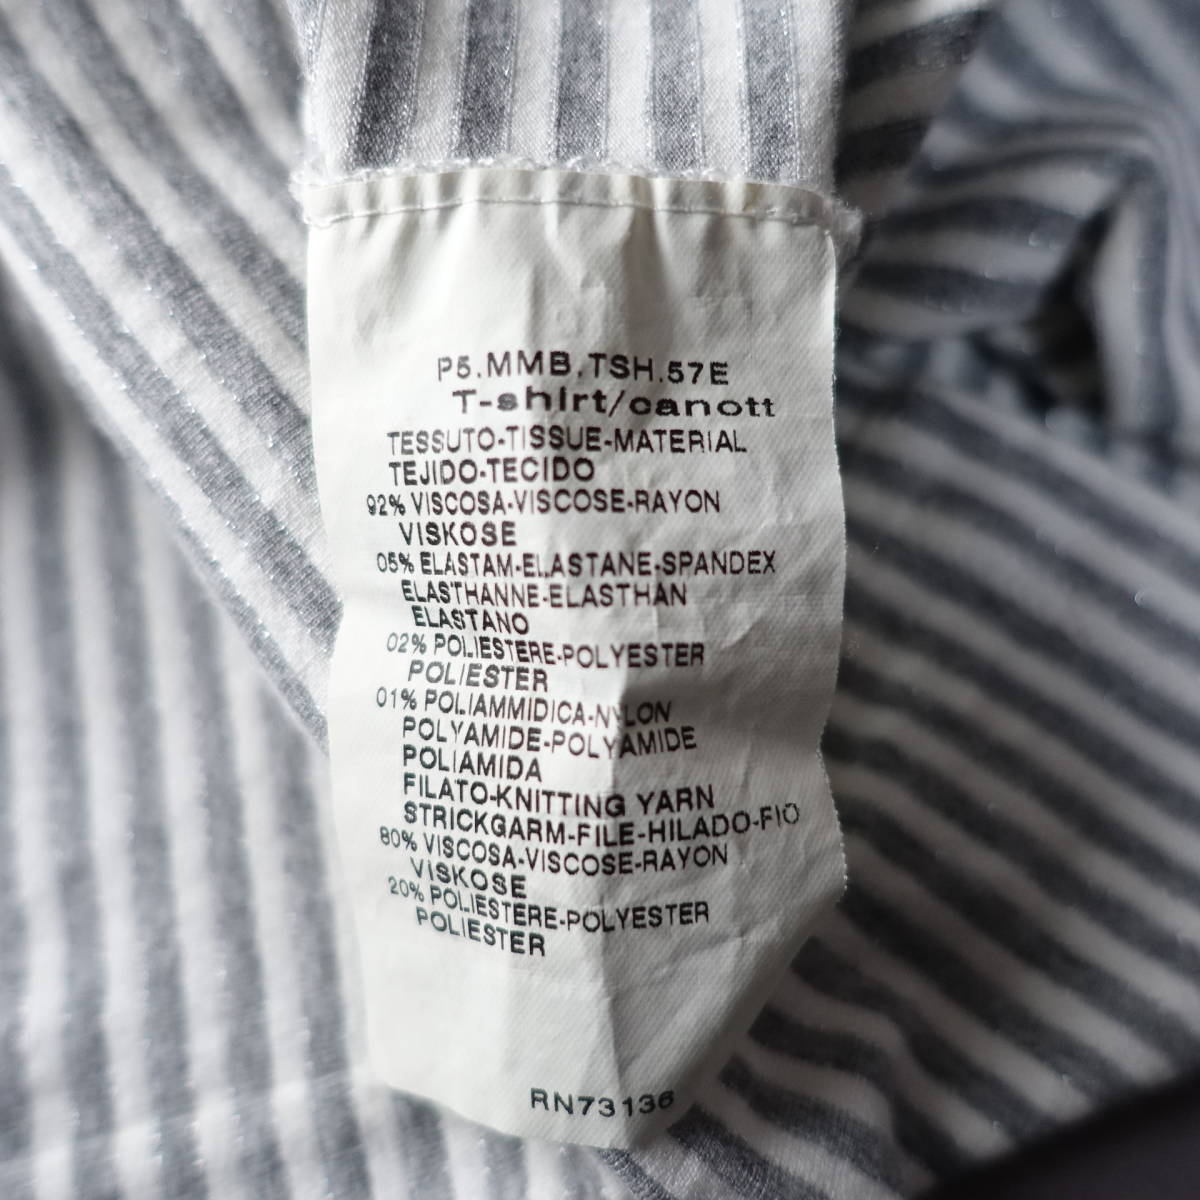 P5.MMB.TSH.57E
T-shirt/canott
TESSUTO-TISSUE-MATERIAL
TEJIDO-TECIDO
92% VISCOSA-VISCOSE-RAYON
VISKOSE
05% ELASTAM-ELASTANE-SPANDEX
ELASTHANNE-ELASTHAN
ELASTANO
02% POLIESTERE-POLYESTER
POLIESTER
01% POLIAMMIDICA-NYLON
POLYAMIDE-POLYAMIDE
POLIAMIDA
FILATO-KNITTING YARN
STRICKGARM-FILE-HILADO-FIO
80% VISCOSA-VISCOSE-RAYON
VISKOSE
20% POLIESTERE-POLYESTER
POLIESTER
RN73136